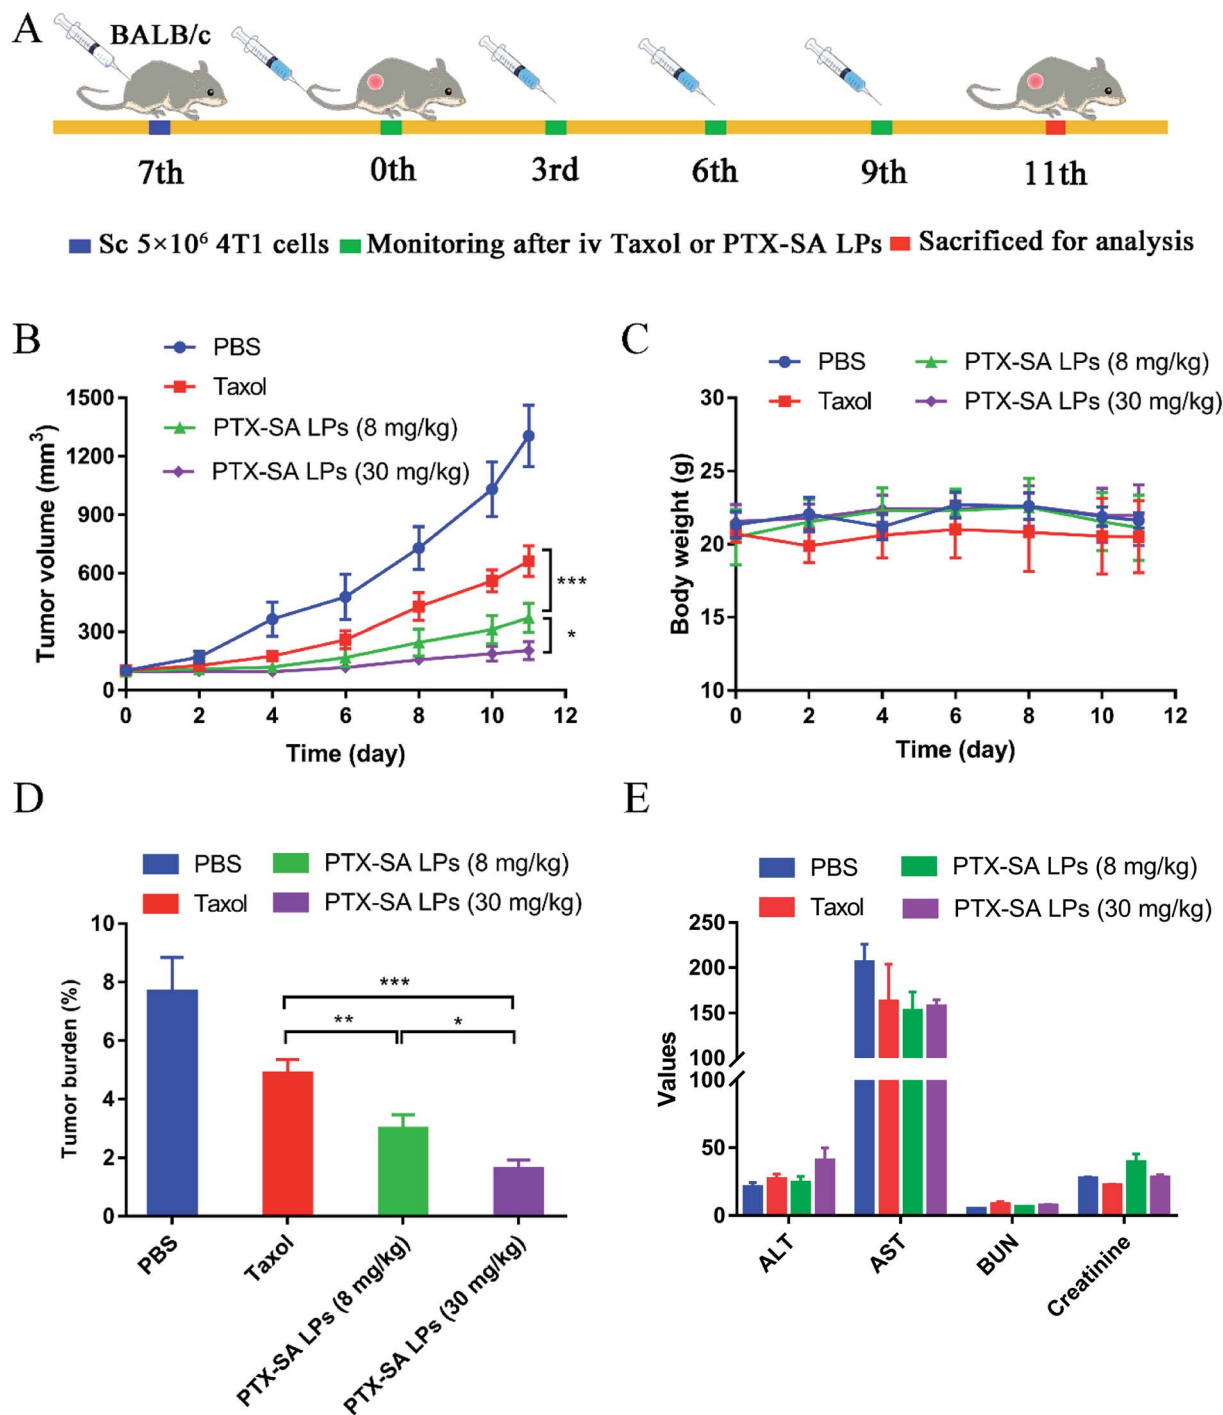 A
BALB/c
7th 0th 3rd 6th 9th 11th
Sc 5×10⁶ 4T1 cells Monitoring after iv Taxol or PTX-SA LPs Sacrificed for analysis
B
PBS
Taxol
PTX-SA LPs (8 mg/kg)
PTX-SA LPs (30 mg/kg)
Tumor volume (mm³)
1500
1200
900
600
300
0
***
*
0 2 4 6 8 10 12
Time (day)
C
PBS PTX-SA LPs (8 mg/kg)
Taxol PTX-SA LPs (30 mg/kg)
Body weight (g)
30
25
20
15
10
0 2 4 6 8 10 12
Time (day)
D
PBS PTX-SA LPs (8 mg/kg)
Taxol PTX-SA LPs (30 mg/kg)
Tumor burden (%)
10
8
6
4
2
0
***
** *
PBS
Taxol
PTX-SA LPs (8 mg/kg)
PTX-SA LPs (30 mg/kg)
E
PBS PTX-SA LPs (8 mg/kg)
Taxol PTX-SA LPs (30 mg/kg)
Values
250
200
150
100
100
50
0
ALT
AST
BUN
Creatinine